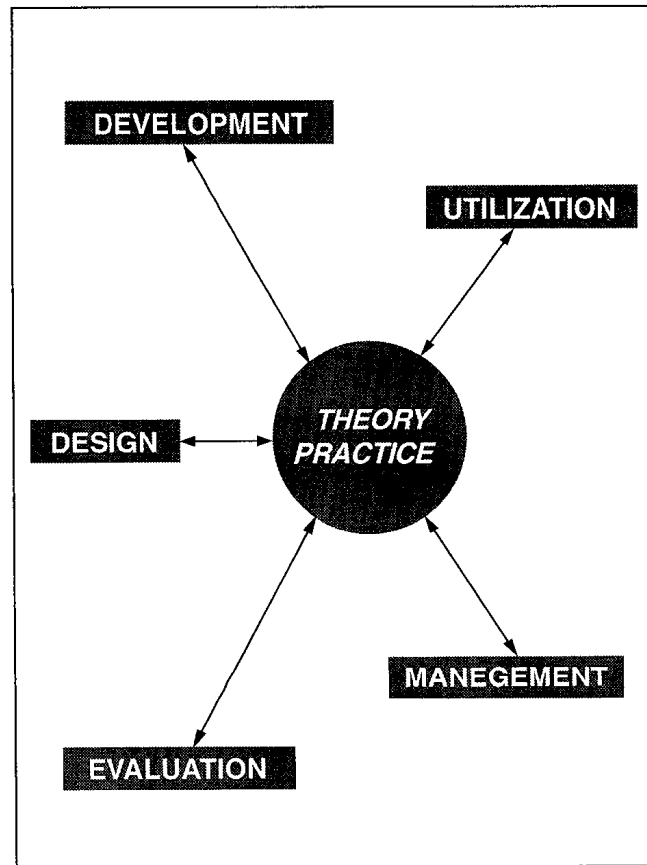 DEVELOPMENT
UTILIZATION
THEORY
PRACTICE
DESIGN
MANEGEMENT
EVALUATION